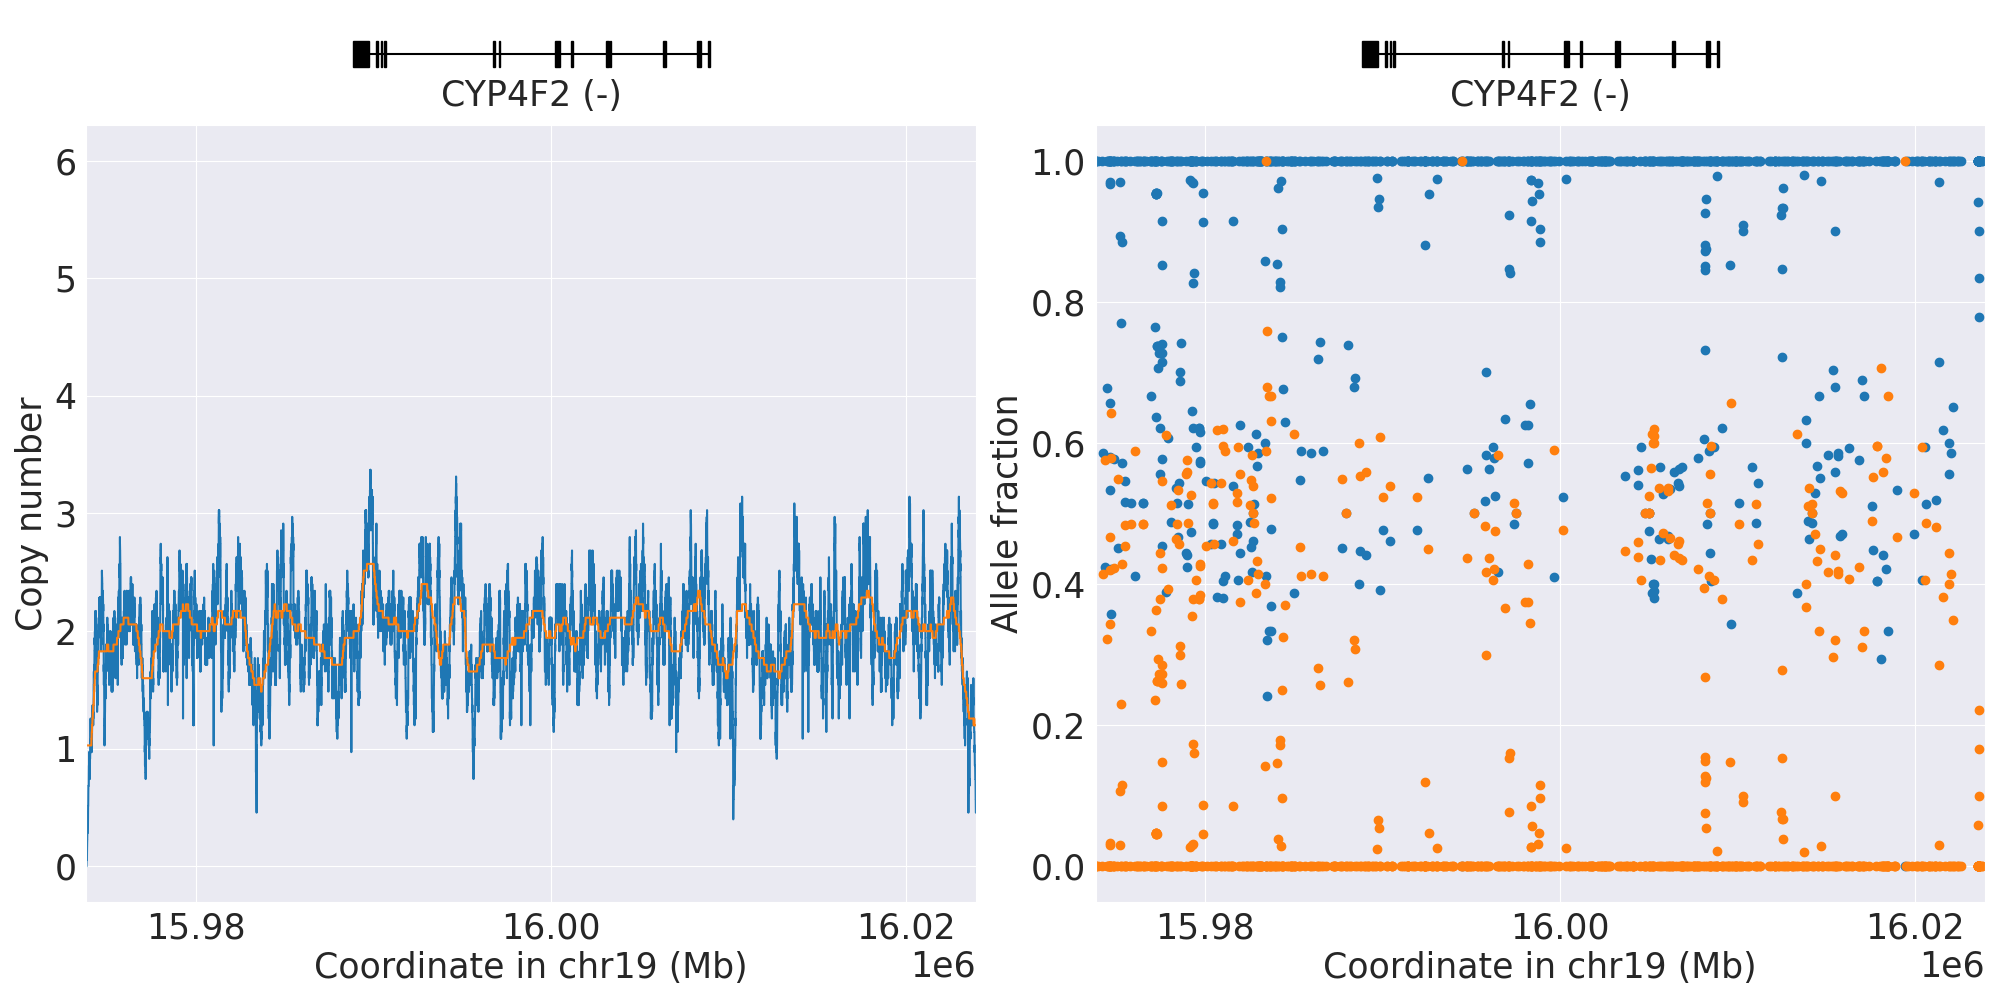 CYP4F2 (-)
6
5
4
3
2
1
0
Copy number
15.98
16.00
16.02
Coordinate in chr19 (Mb)
1e6
CYP4F2 (-)
1.0
0.8
0.6
0.4
0.2
0.0
Allele fraction
15.98
16.00
16.02
Coordinate in chr19 (Mb)
1e6